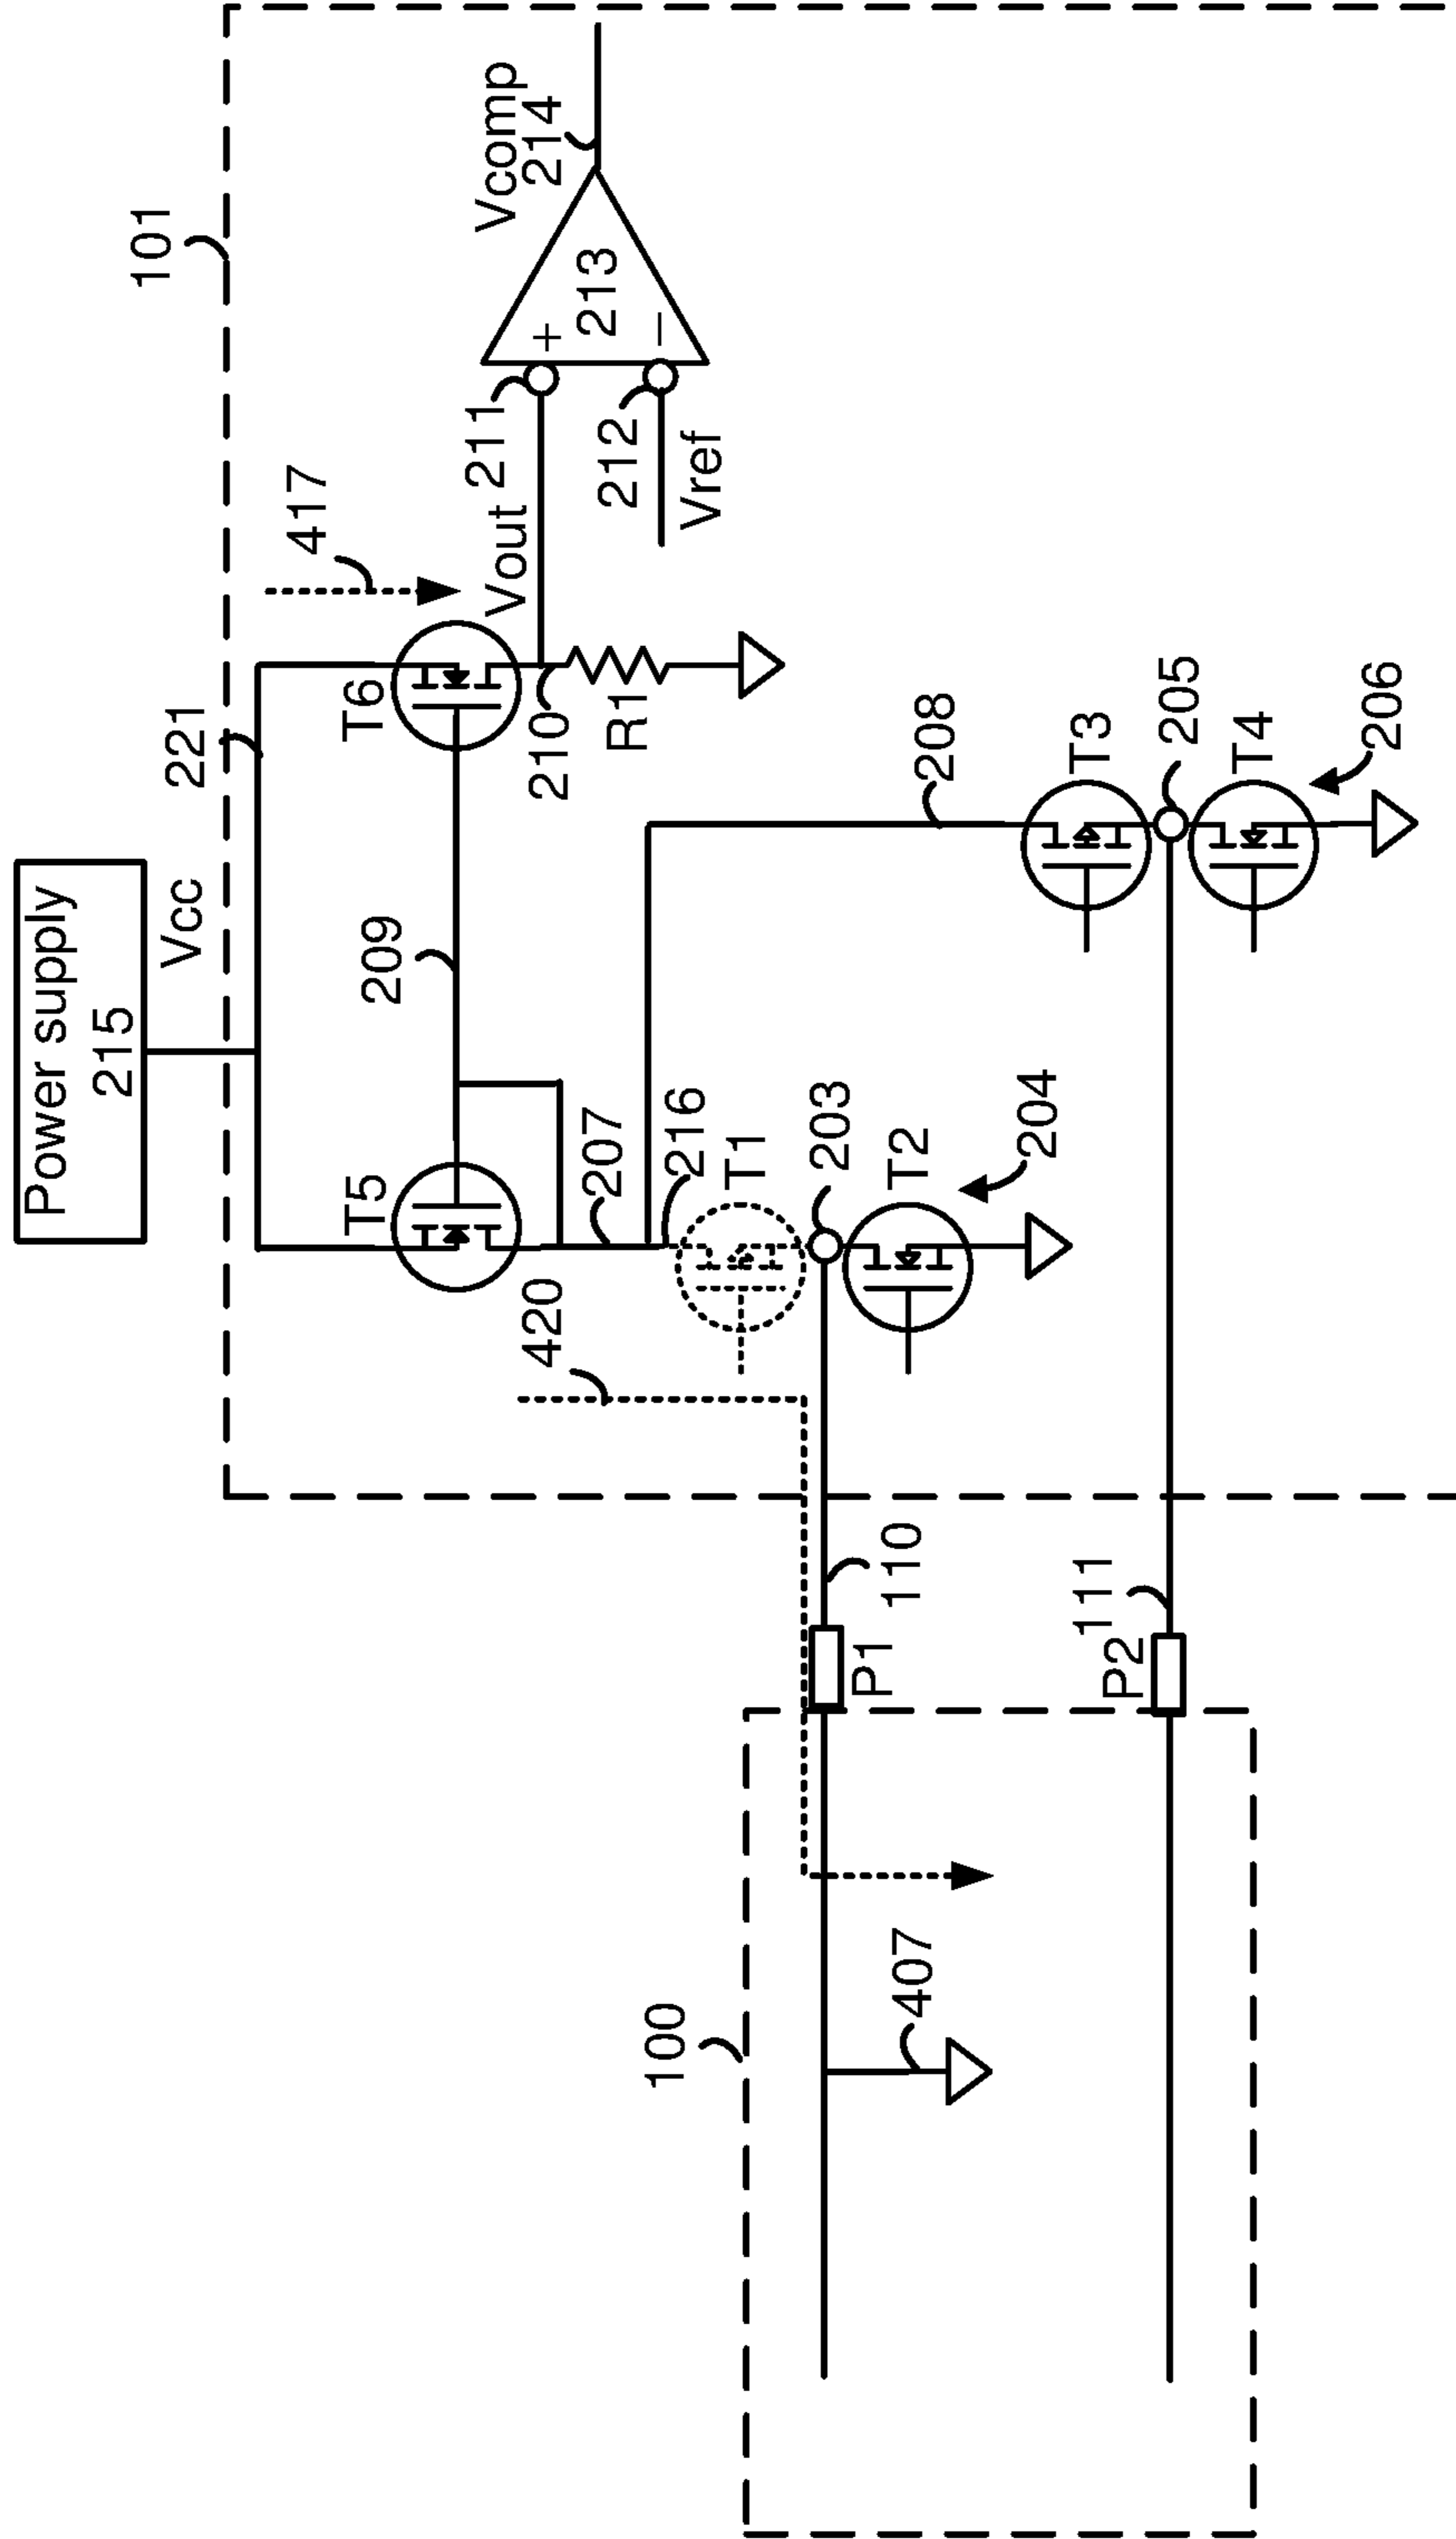 Power supply
215
Vcc
101
221
417
T5
209
T6
Vout
211
+
213
Vcomp
214
−
212
Vref
210
R1
420
207
216
T1
203
T2
204
208
T3
205
T4
206
110
P1
111
P2
100
407